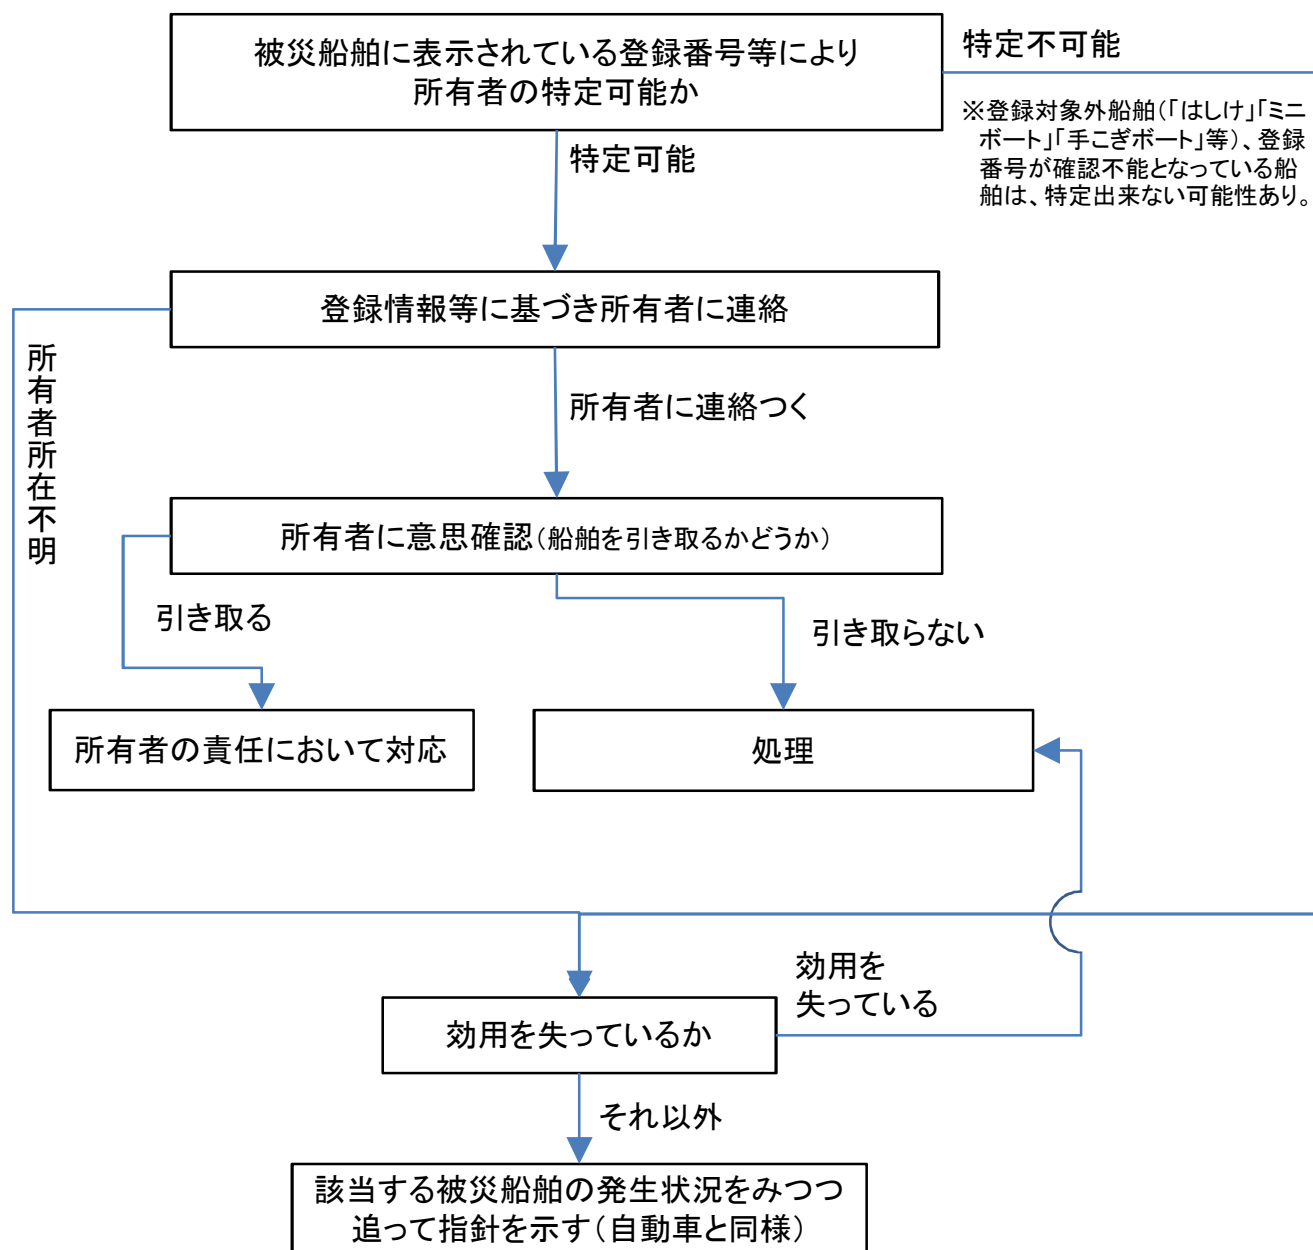 被災船舶に表示されている登録番号等により
所有者の特定可能か
特定不可能
※登録対象外船舶(「はしけ」「ミニ
ボート」「手こぎボート」等)、登録
番号が確認不能となっている船
舶は、特定出来ない可能性あり。
特定可能
登録情報等に基づき所有者に連絡
所有者所在不明
所有者に連絡つく
所有者に意思確認(船舶を引き取るかどうか)
引き取る
引き取らない
所有者の責任において対応
処理
効用を
失っている
効用を失っているか
それ以外
該当する被災船舶の発生状況をみつつ
追って指針を示す(自動車と同様)